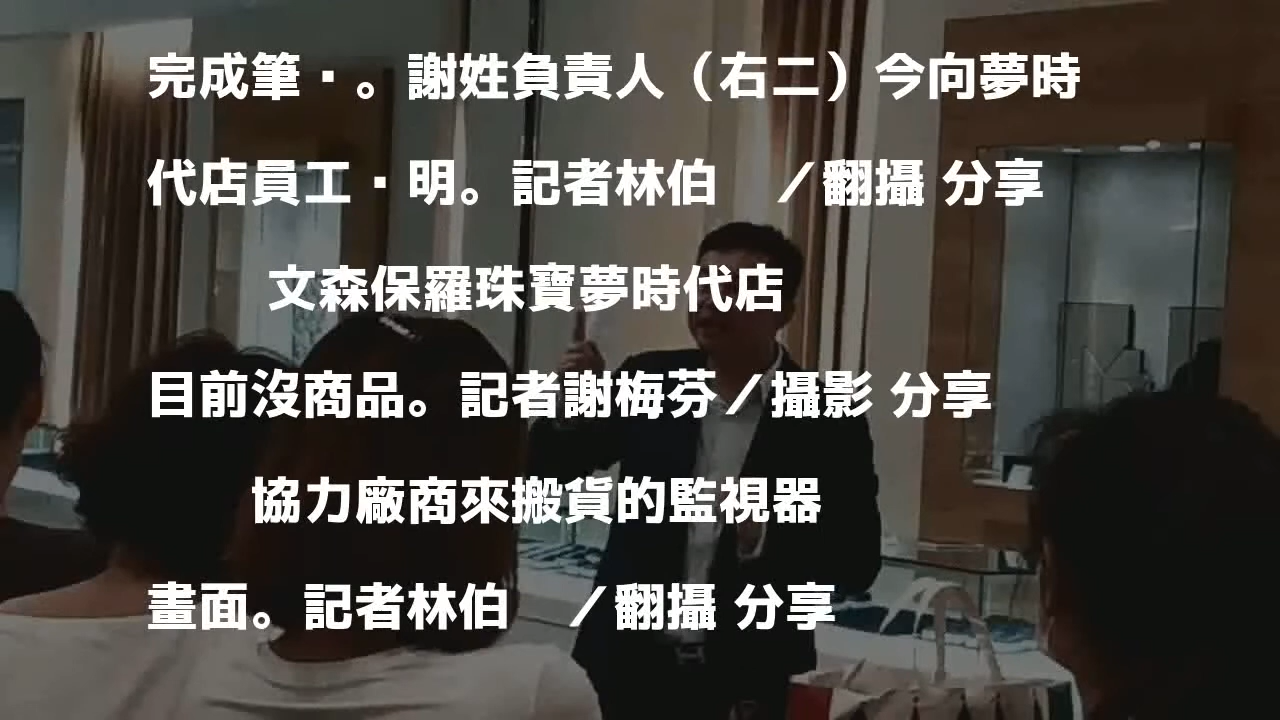 完成筆▪。謝姓負責人（右二）今向夢時
代店員工▪明。記者林伯　／翻攝 分享
文森保羅珠寶夢時代店
目前沒商品。記者謝梅芬／攝影 分享
協力廠商來搬貨的監視器
畫面。記者林伯　／翻攝 分享